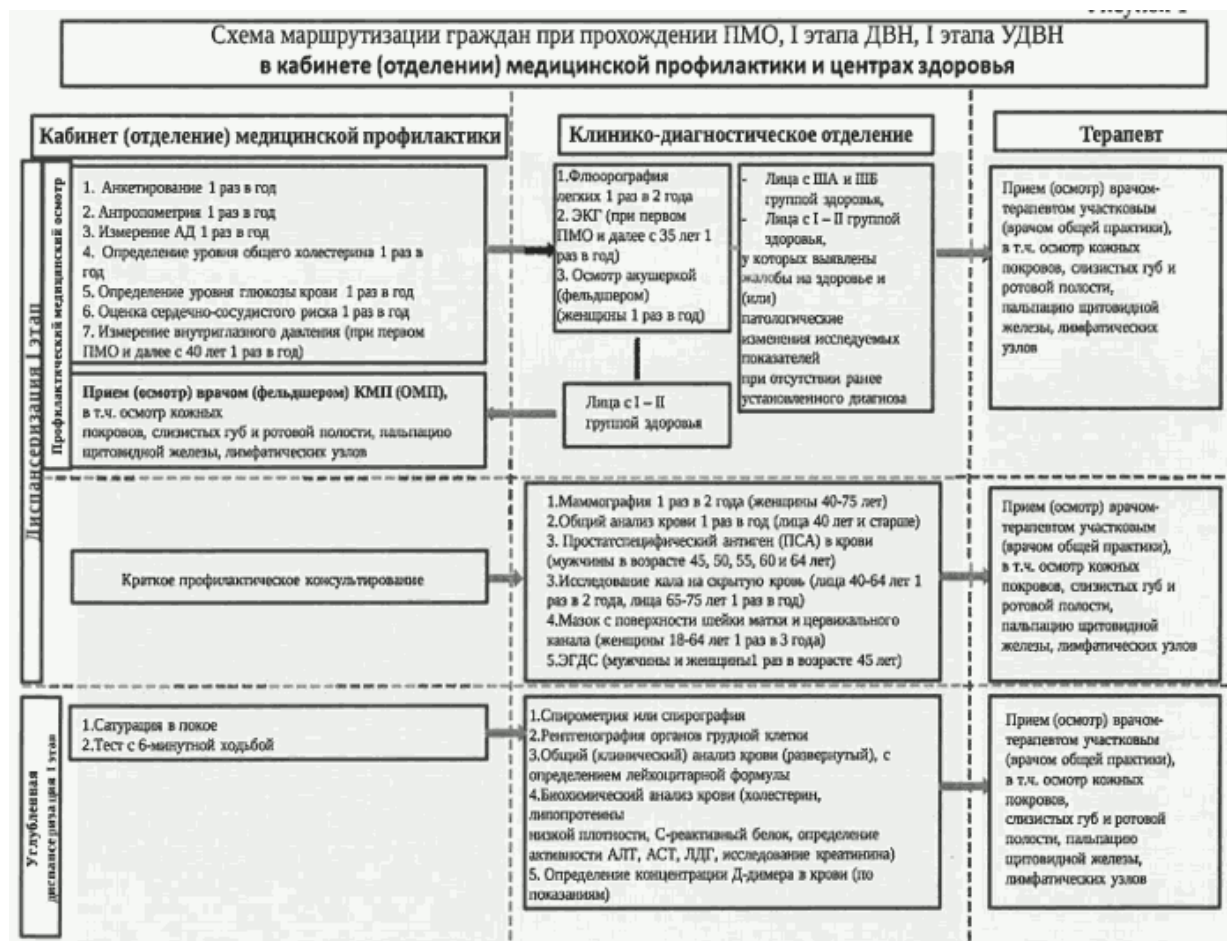 Рисунок 1
Схема маршрутизации граждан при прохождении ПМО, I этапа ДВН, I этапа УДВН
в кабинете (отделении) медицинской профилактики и центрах здоровья
Кабинет (отделение) медицинской профилактики
Клинико-диагностическое отделение
Терапевт
Диспансеризация I этап
Профилактический медицинский осмотр
1. Анкетирование 1 раз в год
2. Антропометрия 1 раз в год
3. Измерение АД 1 раз в год
4. Определение уровня общего холестерина 1 раз в
год
5. Определение уровня глюкозы крови 1 раз в год
6. Оценка сердечно-сосудистого риска 1 раз в год
7. Измерение внутриглазного давления (при первом
ПМО и далее с 40 лет 1 раз в год)
Прием (осмотр) врачом (фельдшером) КМП (ОМП),
в т.ч. осмотр кожных
покровов, слизистых губ и ротовой полости, пальпацию
щитовидной железы, лимфатических узлов
1.Флюорография
легких 1 раз в 2 года
2. ЭКГ (при первом
ПМО и далее с 35 лет 1
раз в год)
3. Осмотр акушеркой
(фельдшером)
(женщины 1 раз в год)
Лица с I – II
группой здоровья
- Лица с IIIА и IIIБ
группой здоровья,
- Лица с I – II группой
здоровья,
у которых выявлены
жалобы на здоровье и
(или)
патологические
изменения исследуемых
показателей
при отсутствии ранее
установленного диагноза
Прием (осмотр) врачом-
терапевтом участковым
(врачом общей практики),
в т.ч. осмотр кожных
покровов, слизистых губ и
ротовой полости,
пальпацию щитовидной
железы, лимфатических
узлов
Краткое профилактическое консультирование
1.Маммография 1 раз в 2 года (женщины 40-75 лет)
2.Общий анализ крови 1 раз в год (лица 40 лет и старше)
3. Простатспецифический антиген (ПСА) в крови
(мужчины в возрасте 45, 50, 55, 60 и 64 лет)
3.Исследование кала на скрытую кровь (лица 40-64 лет 1
раз в 2 года, лица 65-75 лет 1 раз в год)
4.Мазок с поверхности шейки матки и цервикального
канала (женщины 18-64 лет 1 раз в 3 года)
5.ЭГДС (мужчины и женщины1 раз в возрасте 45 лет)
Прием (осмотр) врачом-
терапевтом участковым
(врачом общей практики),
в т.ч. осмотр кожных
покровов, слизистых губ и
ротовой полости,
пальпацию щитовидной
железы, лимфатических узлов
Углубленная
диспансеризация I этап
1.Сатурация в покое
2.Тест с 6-минутной ходьбой
1.Спирометрия или спирография
2.Рентгенография органов грудной клетки
3.Общий (клинический) анализ крови (развернутый), с
определением лейкоцитарной формулы
4.Биохимический анализ крови (холестерин,
липопротеины
низкой плотности, С-реактивный белок, определение
активности АЛТ, АСТ, ЛДГ, исследование креатинина)
5. Определение концентрации Д-димера в крови (по
показаниям)
Прием (осмотр) врачом-
терапевтом участковым
(врачом общей практики),
в т.ч. осмотр кожных
покровов,
слизистых губ и ротовой
полости, пальпацию
щитовидной железы,
лимфатических узлов